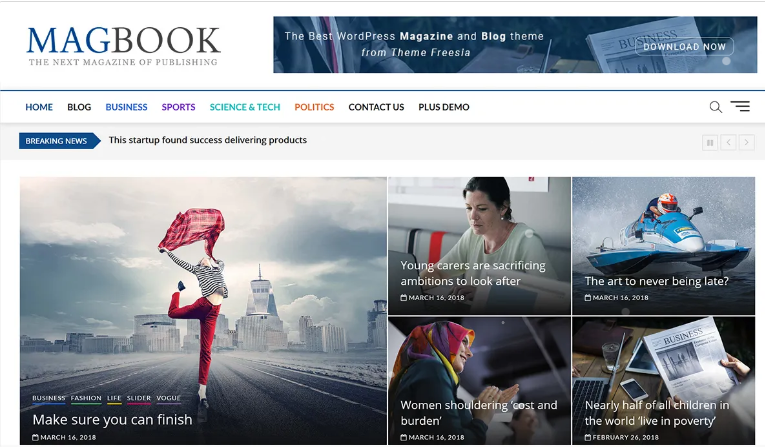 MAGBOOK
THE NEXT MAGAZINE OF PUBLISHING
The Best WordPress Magazine and Blog theme
from Theme Freesia
BUSINESS
DOWNLOAD NOW
HOME BLOG BUSINESS SPORTS SCIENCE & TECH POLITICS CONTACT US PLUS DEMO
BREAKING NEWS This startup found success delivering products
BUSINESS FASHION LIFE SLIDER VOGUE
Make sure you can finish
MARCH 16, 2018
Young carers are sacrificing
ambitions to look after
MARCH 16, 2018
The art to never being late?
MARCH 16, 2018
Women shouldering ‘cost and
burden’
MARCH 16, 2018
BUSINESS
Nearly half of all children in
the world ‘live in poverty’
FEBRUARY 26, 2018